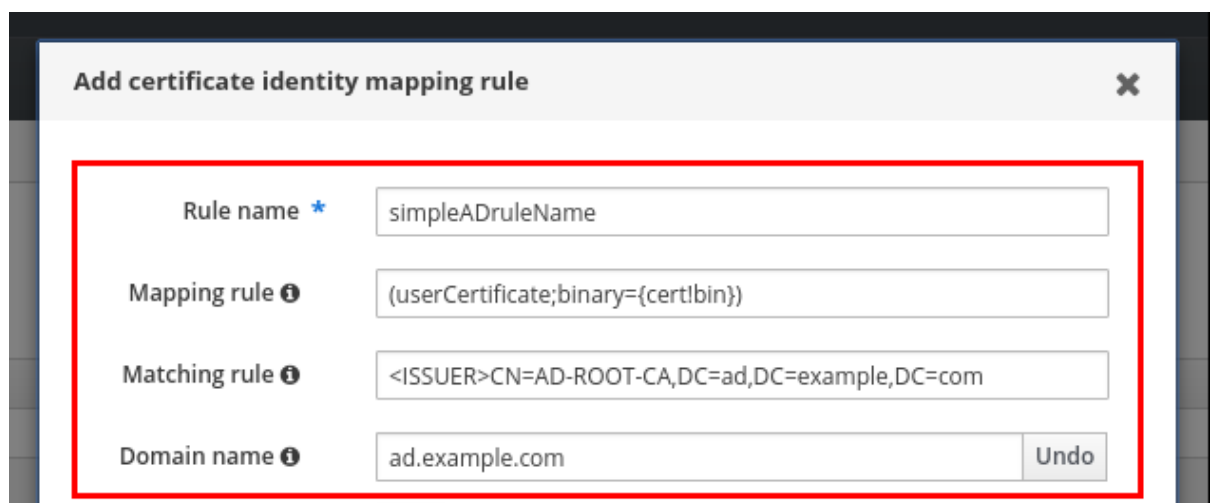 Add certificate identity mapping rule ✖
Rule name * simpleADruleName
Mapping rule (userCertificate;binary={cert!bin})
Matching rule <ISSUER>CN=AD-ROOT-CA,DC=ad,DC=example,DC=com
Domain name ad.example.com Undo